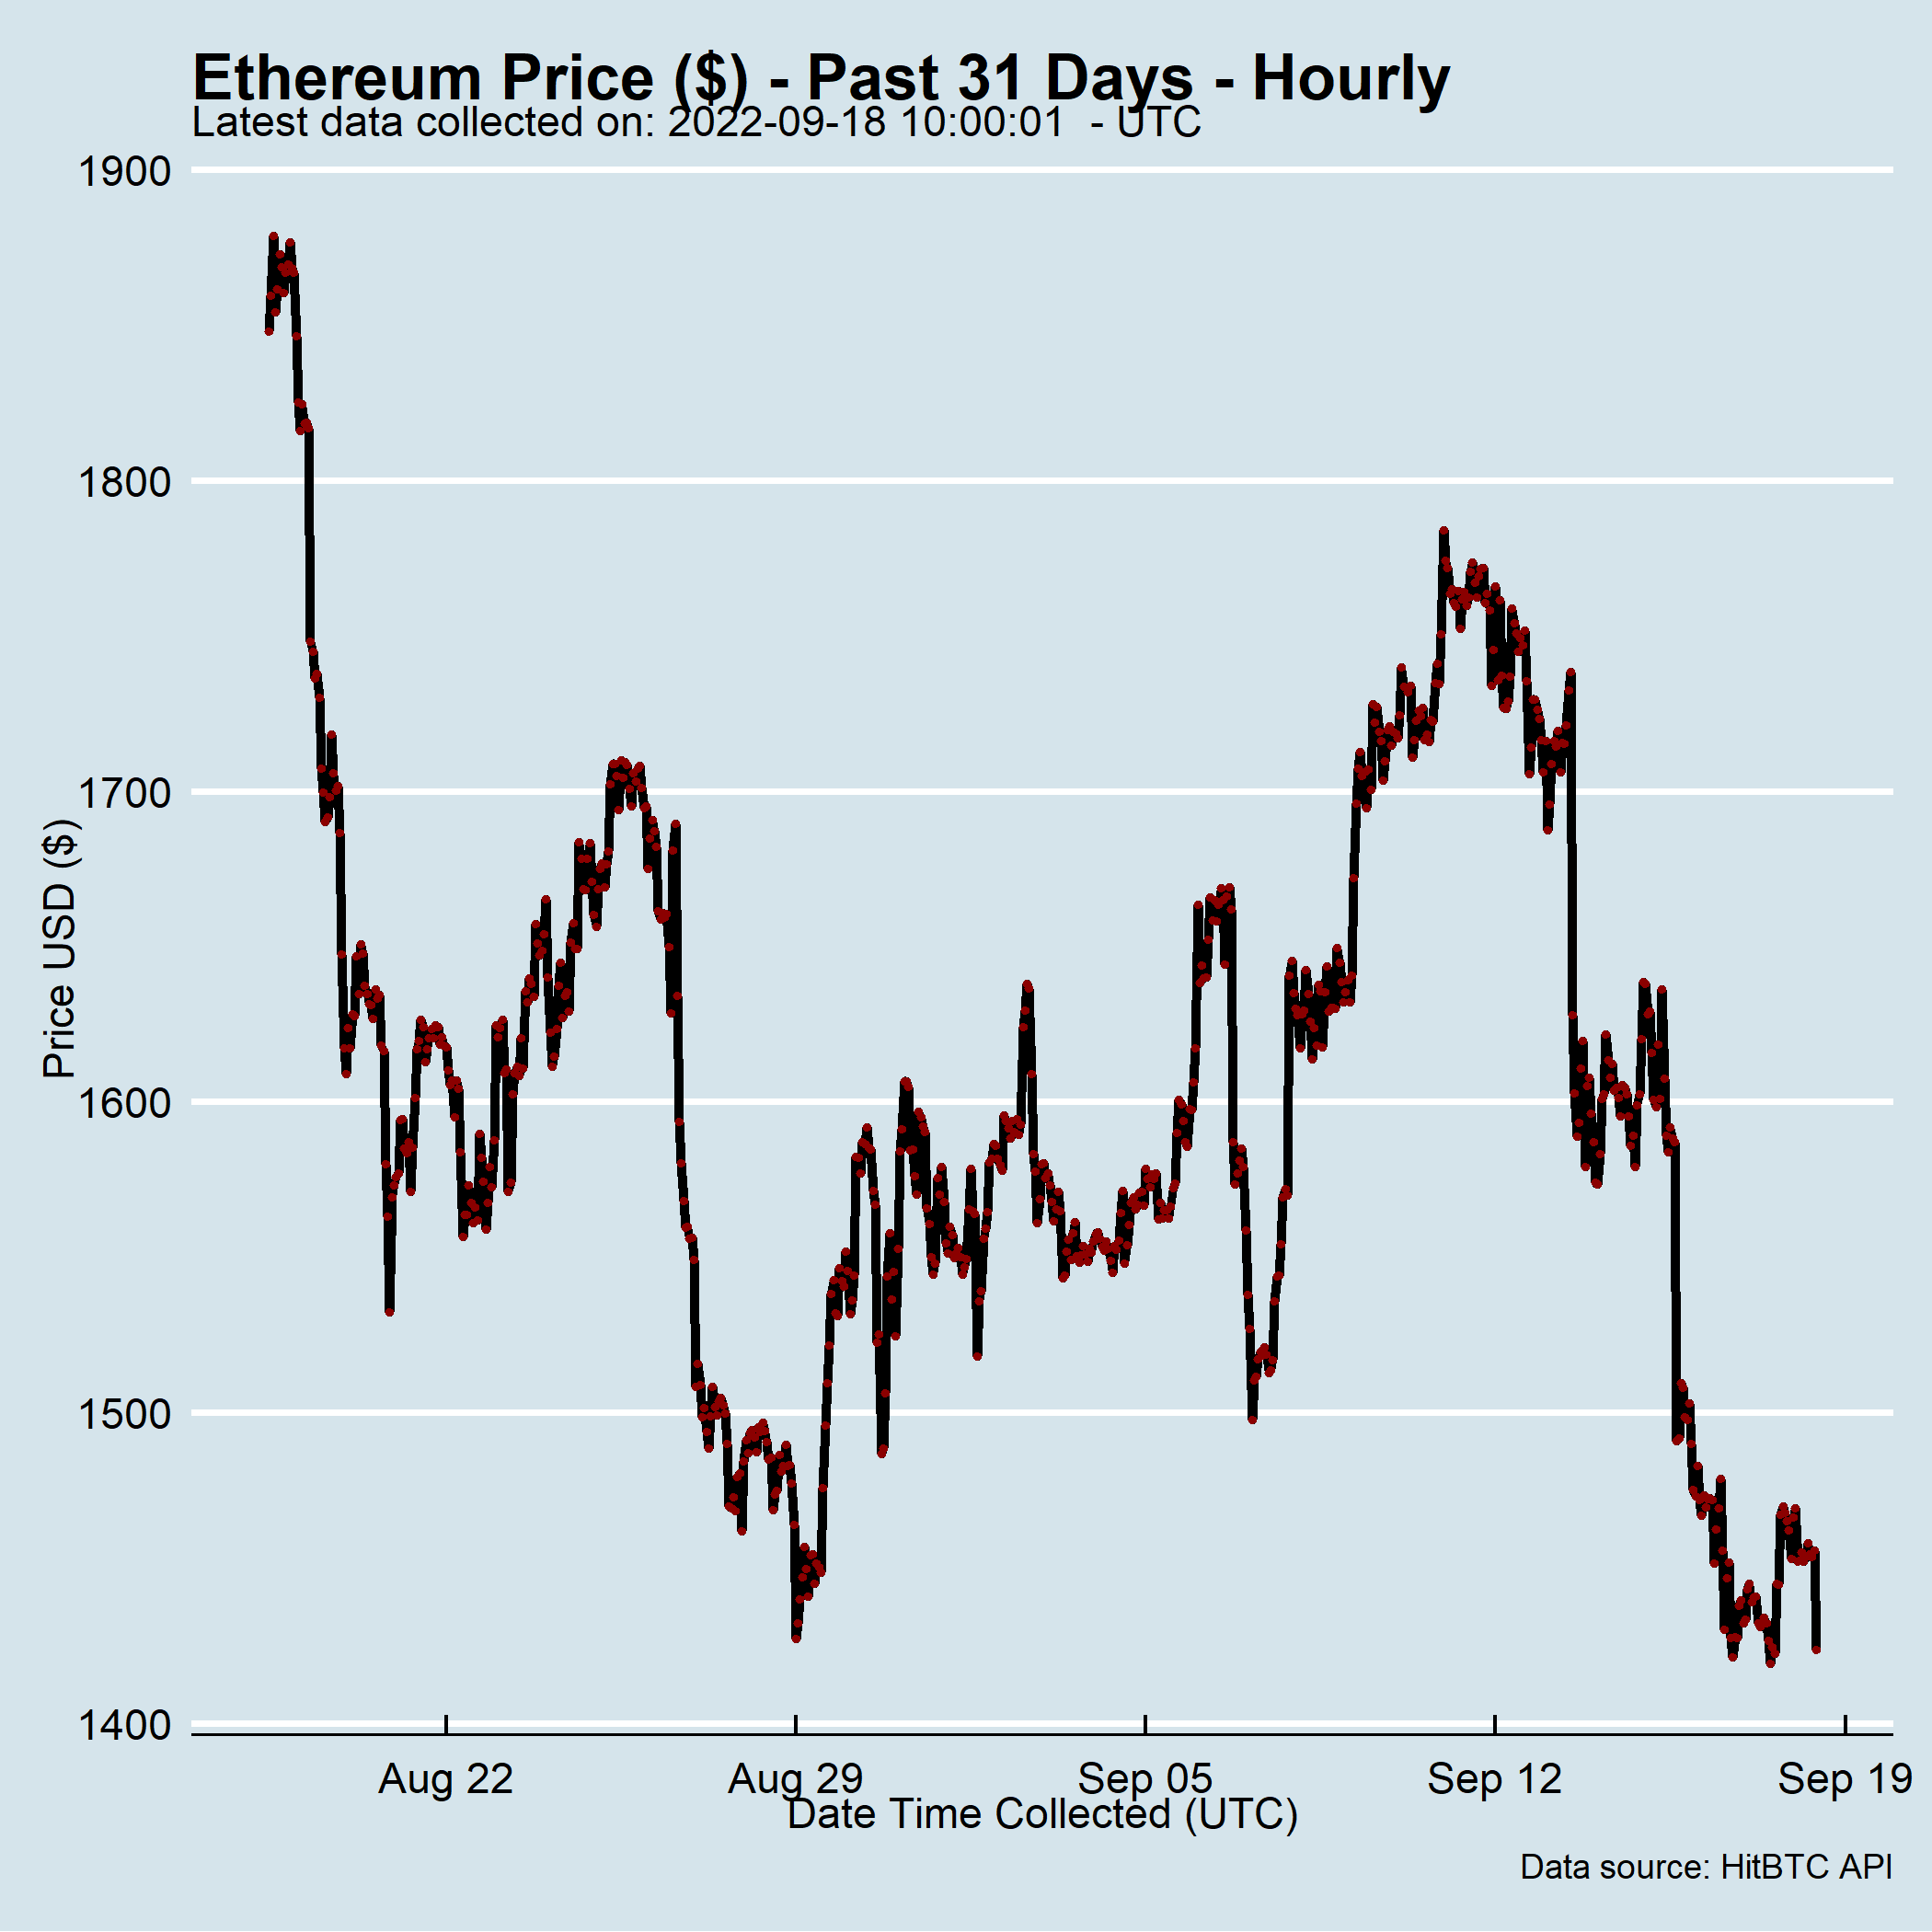 Ethereum Price ($) - Past 31 Days - Hourly
Latest data collected on: 2022-09-18 10:00:01  - UTC
1900
1800
1700
1600
1500
1400
Price USD ($)
Aug 22 Aug 29 Sep 05 Sep 12 Sep 19
Date Time Collected (UTC)
Data source: HitBTC API